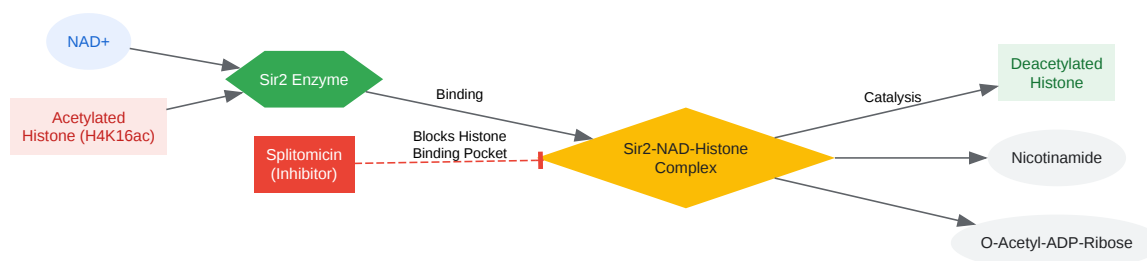 NAD+
Acetylated
Histone (H4K16ac)
Sir2 Enzyme
Splitomicin
(Inhibitor)
Binding
Blocks Histone
Binding Pocket
Sir2-NAD-Histone
Complex
Catalysis
Deacetylated
Histone
Nicotinamide
O-Acetyl-ADP-Ribose